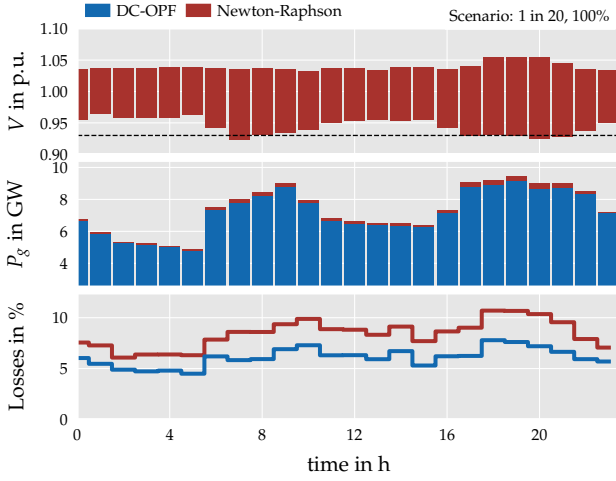 DC-OPF Newton-Raphson Scenario: 1 in 20, 100%
V in p.u.
1.10
1.05
1.00
0.95
0.90
P_g in GW
10
8
6
4
Losses in %
10
5
0
0 4 8 12 16 20
time in h